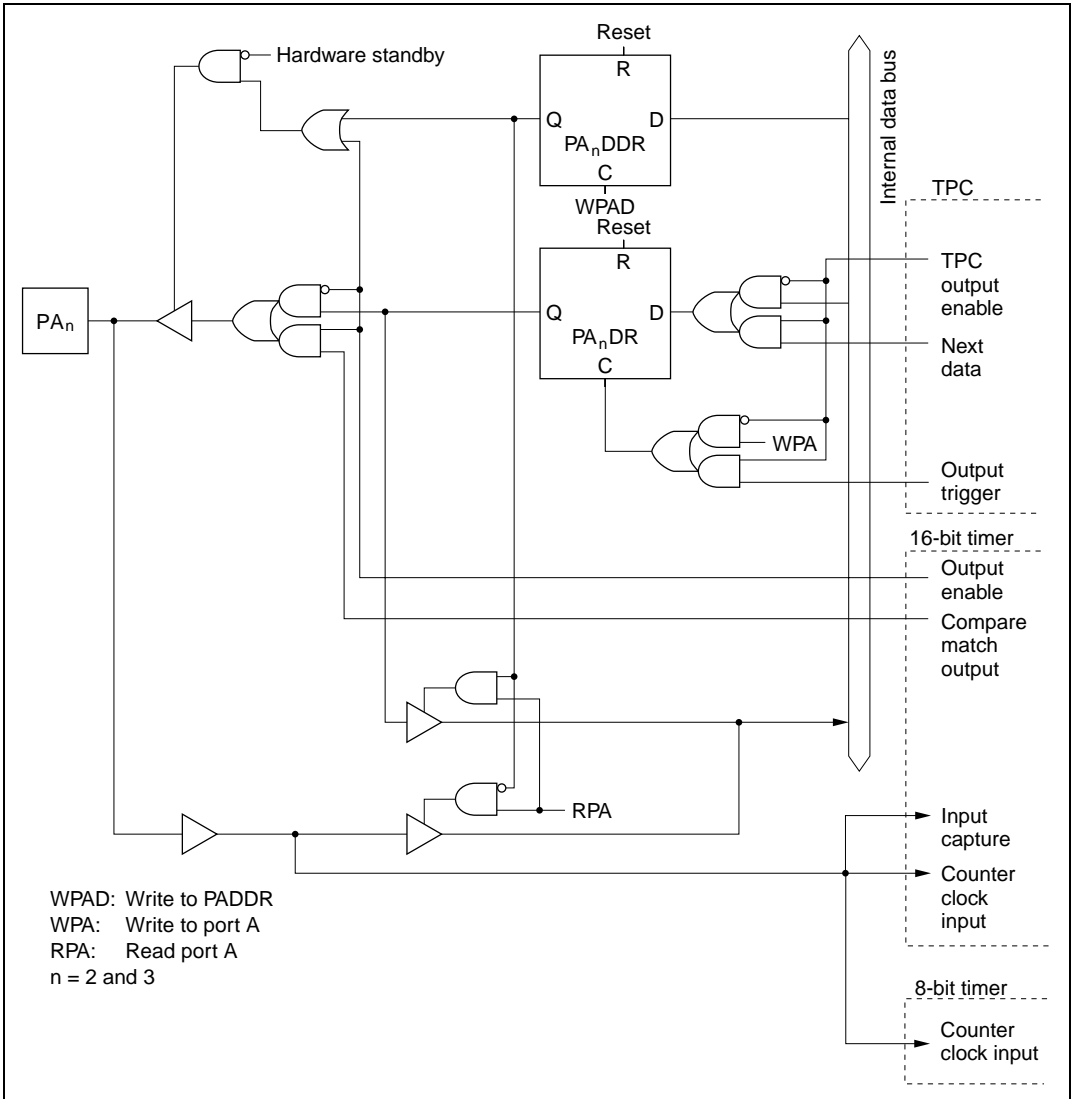 Reset
Hardware standby
R
Q
D
PAnDDR
C
WPAD
Internal data bus
TPC
Reset
R
TPC
output
enable
PAn
Q
D
PAnDR
C
Next
data
WPA
Output
trigger
16-bit timer
Output
enable
Compare
match
output
RPA
Input
capture
Counter
clock
input
WPAD: Write to PADDR
WPA: Write to port A
RPA: Read port A
n = 2 and 3
8-bit timer
Counter
clock input